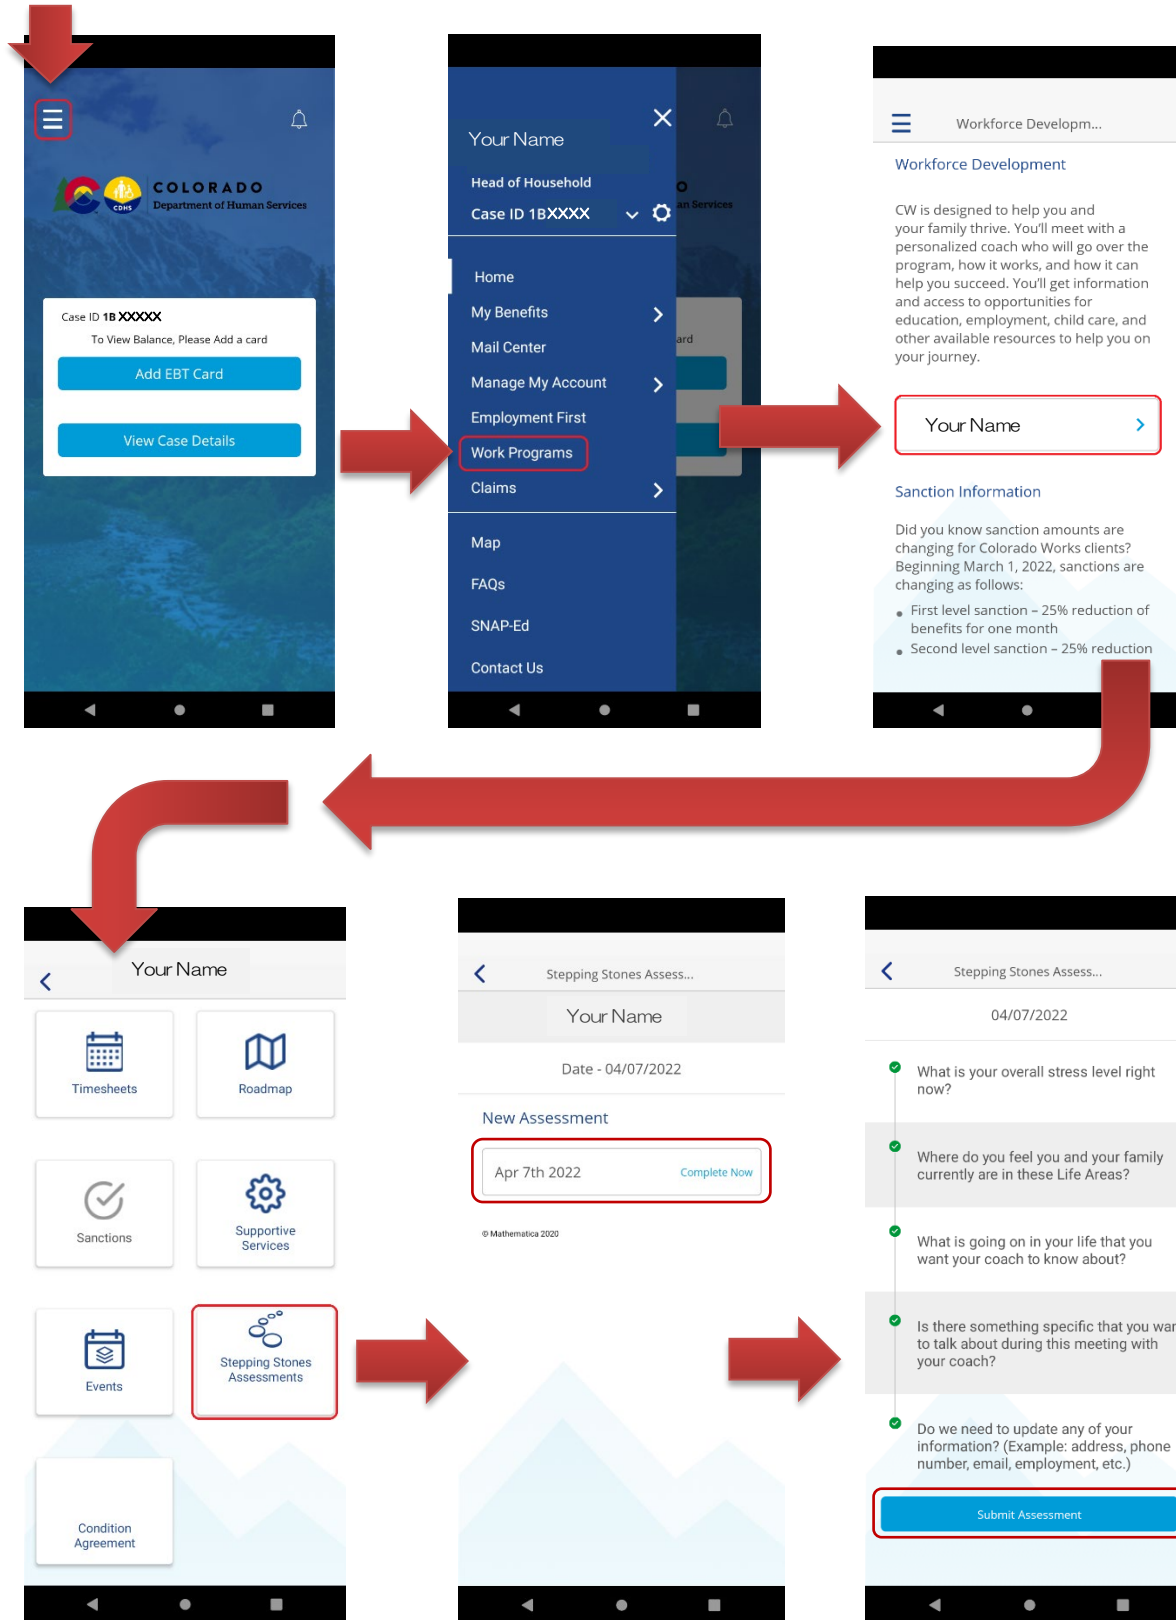 COLORADO
CDHS
Department of Human Services
Case ID 1B XXXXX
To View Balance, Please Add a card
Add EBT Card
View Case Details
Your Name
Head of Household
Case ID 1BXXXX
Home
My Benefits
Mail Center
Manage My Account
Employment First
Work Programs
Claims
Map
FAQs
SNAP-Ed
Contact Us
O
an Services
ard
Workforce Developm...
Workforce Development
CW is designed to help you and
your family thrive. You'll meet with a
personalized coach who will go over the
program, how it works, and how it can
help you succeed. You'll get information
and access to opportunities for
education, employment, child care, and
other available resources to help you on
your journey.
Your Name
Sanction Information
Did you know sanction amounts are
changing for Colorado Works clients?
Beginning March 1, 2022, sanctions are
changing as follows:
• First level sanction – 25% reduction of
benefits for one month
• Second level sanction – 25% reduction
Your Name
Timesheets
Roadmap
Sanctions
Supportive
Services
Events
Stepping Stones
Assessments
Condition
Agreement
Stepping Stones Assess...
Your Name
Date - 04/07/2022
New Assessment
Apr 7th 2022 Complete Now
© Mathematica 2020
Stepping Stones Assess...
04/07/2022
What is your overall stress level right
now?
Where do you feel you and your family
currently are in these Life Areas?
What is going on in your life that you
want your coach to know about?
Is there something specific that you wan
to talk about during this meeting with
your coach?
Do we need to update any of your
information? (Example: address, phone
number, email, employment, etc.)
Submit Assessment